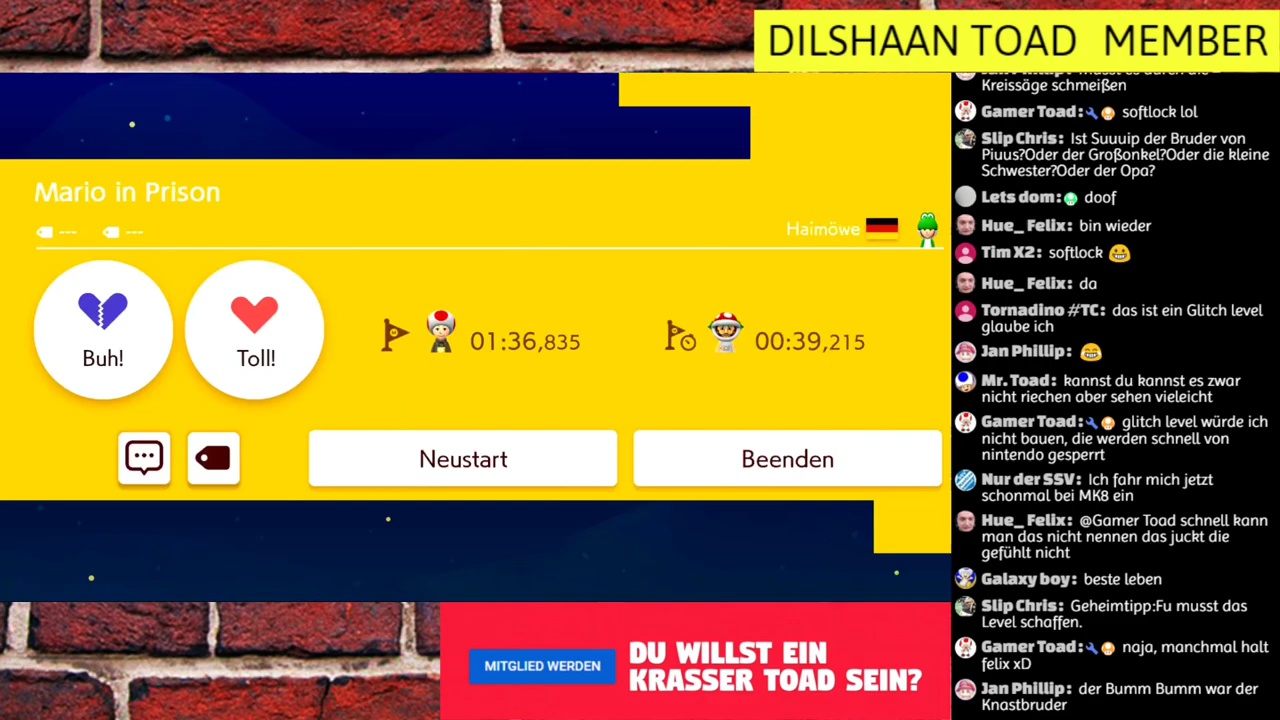 DILSHAAN TOAD MEMBER
Mario in Prison
--- ---
Haimöwe
Buh!
Toll!
01:36,835
00:39,215
Neustart
Beenden
MITGLIED WERDEN
DU WILLST EIN
KRASSER TOAD SEIN?
Kreissäge schmeißen
Gamer Toad: softlock lol
Slip Chris: Ist Suuuip der Bruder von
Piuus?Oder der Großonkel?Oder die kleine
Schwester?Oder der Opa?
Lets dom: doof
Hue_ Felix: bin wieder
Tim X2: softlock
Hue_ Felix: da
Tornadino #TC: das ist ein Glitch level
glaube ich
Jan Phillip:
Mr. Toad: kannst du kannst es zwar
nicht riechen aber sehen vieleicht
Gamer Toad: glitch level würde ich
nicht bauen, die werden schnell von
nintendo gesperrt
Nur der SSV: Ich fahr mich jetzt
schonmal bei MK8 ein
Hue_ Felix: @Gamer Toad schnell kann
man das nicht nennen das juckt die
gefühlt nicht
Galaxy boy: beste leben
Slip Chris: Geheimtipp:Fu musst das
Level schaffen.
Gamer Toad: naja, manchmal halt
felix xD
Jan Phillip: der Bumm Bumm war der
Knastbruder